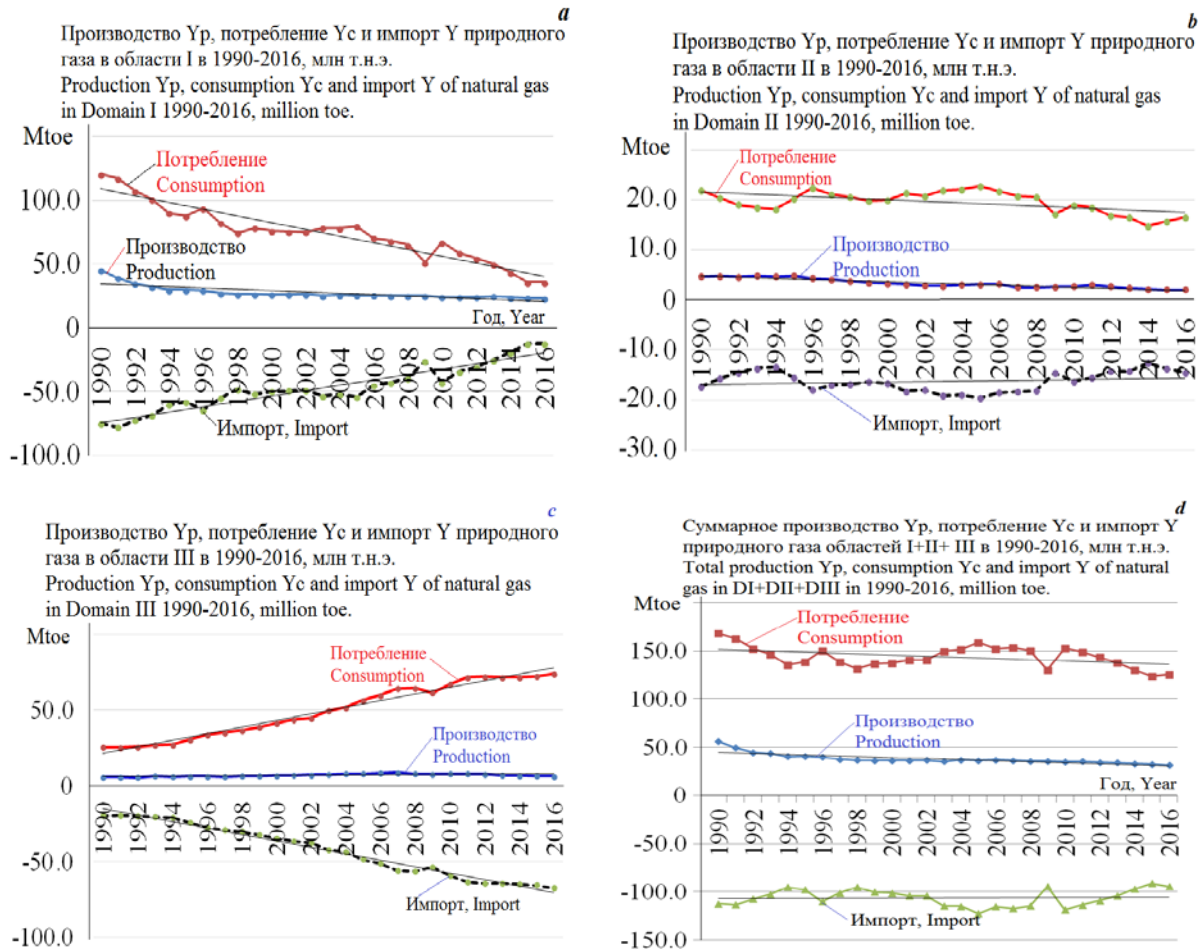 a
Производство Yp, потребление Yc и импорт Y природного
газа в области I в 1990-2016, млн т.н.э.
Production Yp, consumption Yc and import Y of natural gas
in Domain I 1990-2016, million toe.
Mtoe
Потребление
Consumption
100.0
Производство
Production
50.0
0
Год, Year
1990 1992 1994 1996 1998 2000 2002 2004 2006 2008 2010 2012 2014 2016
-50.0
Импорт, Import
-100.0
b
Производство Yp, потребление Yc и импорт Y природного
газа в области II в 1990-2016, млн т.н.э.
Production Yp, consumption Yc and import Y of natural gas
in Domain II 1990-2016, million toe.
Mtoe
Потребление
Consumption
20.0
Производство
Production
10.0
0
1990 1992 1994 1996 1998 2000 2002 2004 2006 2008 2010 2012 2014 2016
-10.0
-20.0
Импорт, Import
-30.0
c
Производство Yp, потребление Yc и импорт Y природного
газа в области III в 1990-2016, млн т.н.э.
Production Yp, consumption Yc and import Y of natural gas
in Domain III 1990-2016, million toe.
Mtoe
Потребление
Consumption
50.0
Производство
Production
0
1990 1992 1994 1996 1998 2000 2002 2004 2006 2008 2010 2012 2014 2016
-50.0
Импорт, Import
-100.0
d
Суммарное производство Yp, потребление Yc и импорт Y
природного газа областей I+II+ III в 1990-2016, млн т.н.э.
Total production Yp, consumption Yc and import Y of natural
gas in DI+DII+DIII in 1990-2016, million toe.
Mtoe
Потребление
Consumption
150.0
100.0
Производство
Production
50.0
Год, Year
0
1990 1992 1994 1996 1998 2000 2002 2004 2006 2008 2010 2012 2014 2016
-50.0
-100.0
Импорт, Import
-150.0